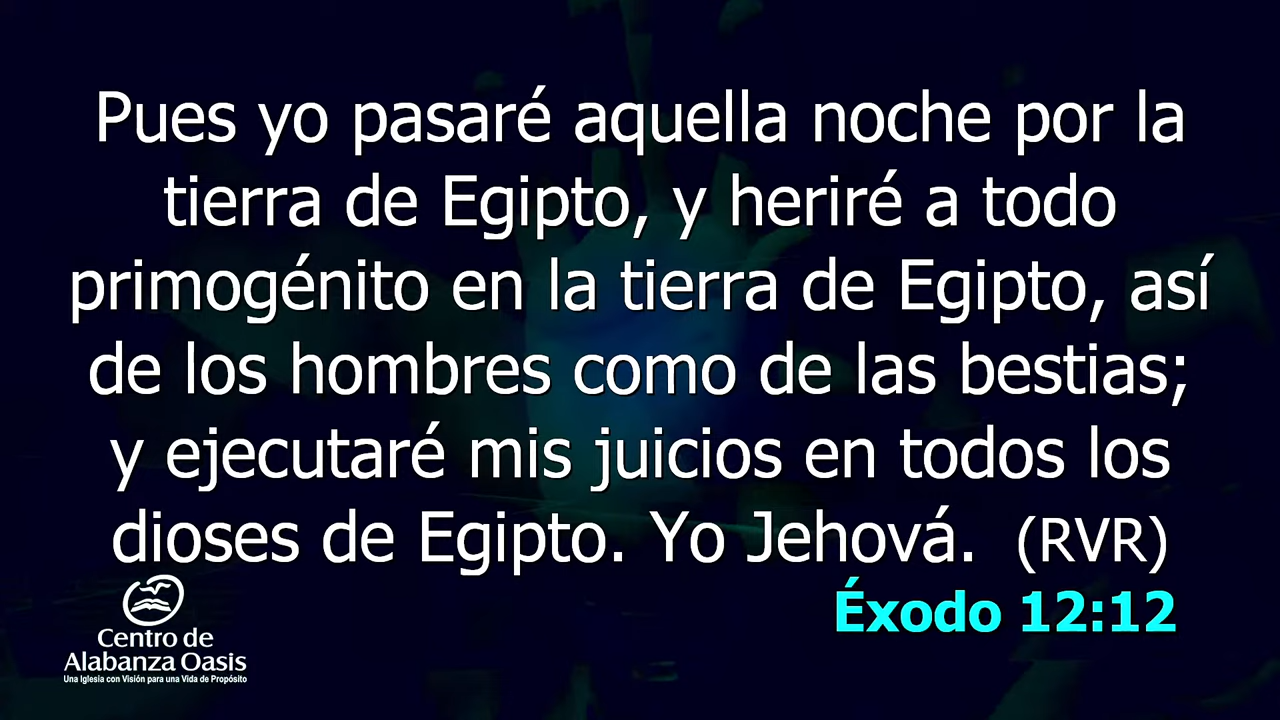 Pues yo pasaré aquella noche por la
tierra de Egipto, y heriré a todo
primogénito en la tierra de Egipto, así
de los hombres como de las bestias;
y ejecutaré mis juicios en todos los
dioses de Egipto. Yo Jehová. (RVR)
Éxodo 12:12
Centro de
Alabanza Oasis
Una Iglesia con Visión para una Vida de Propósito